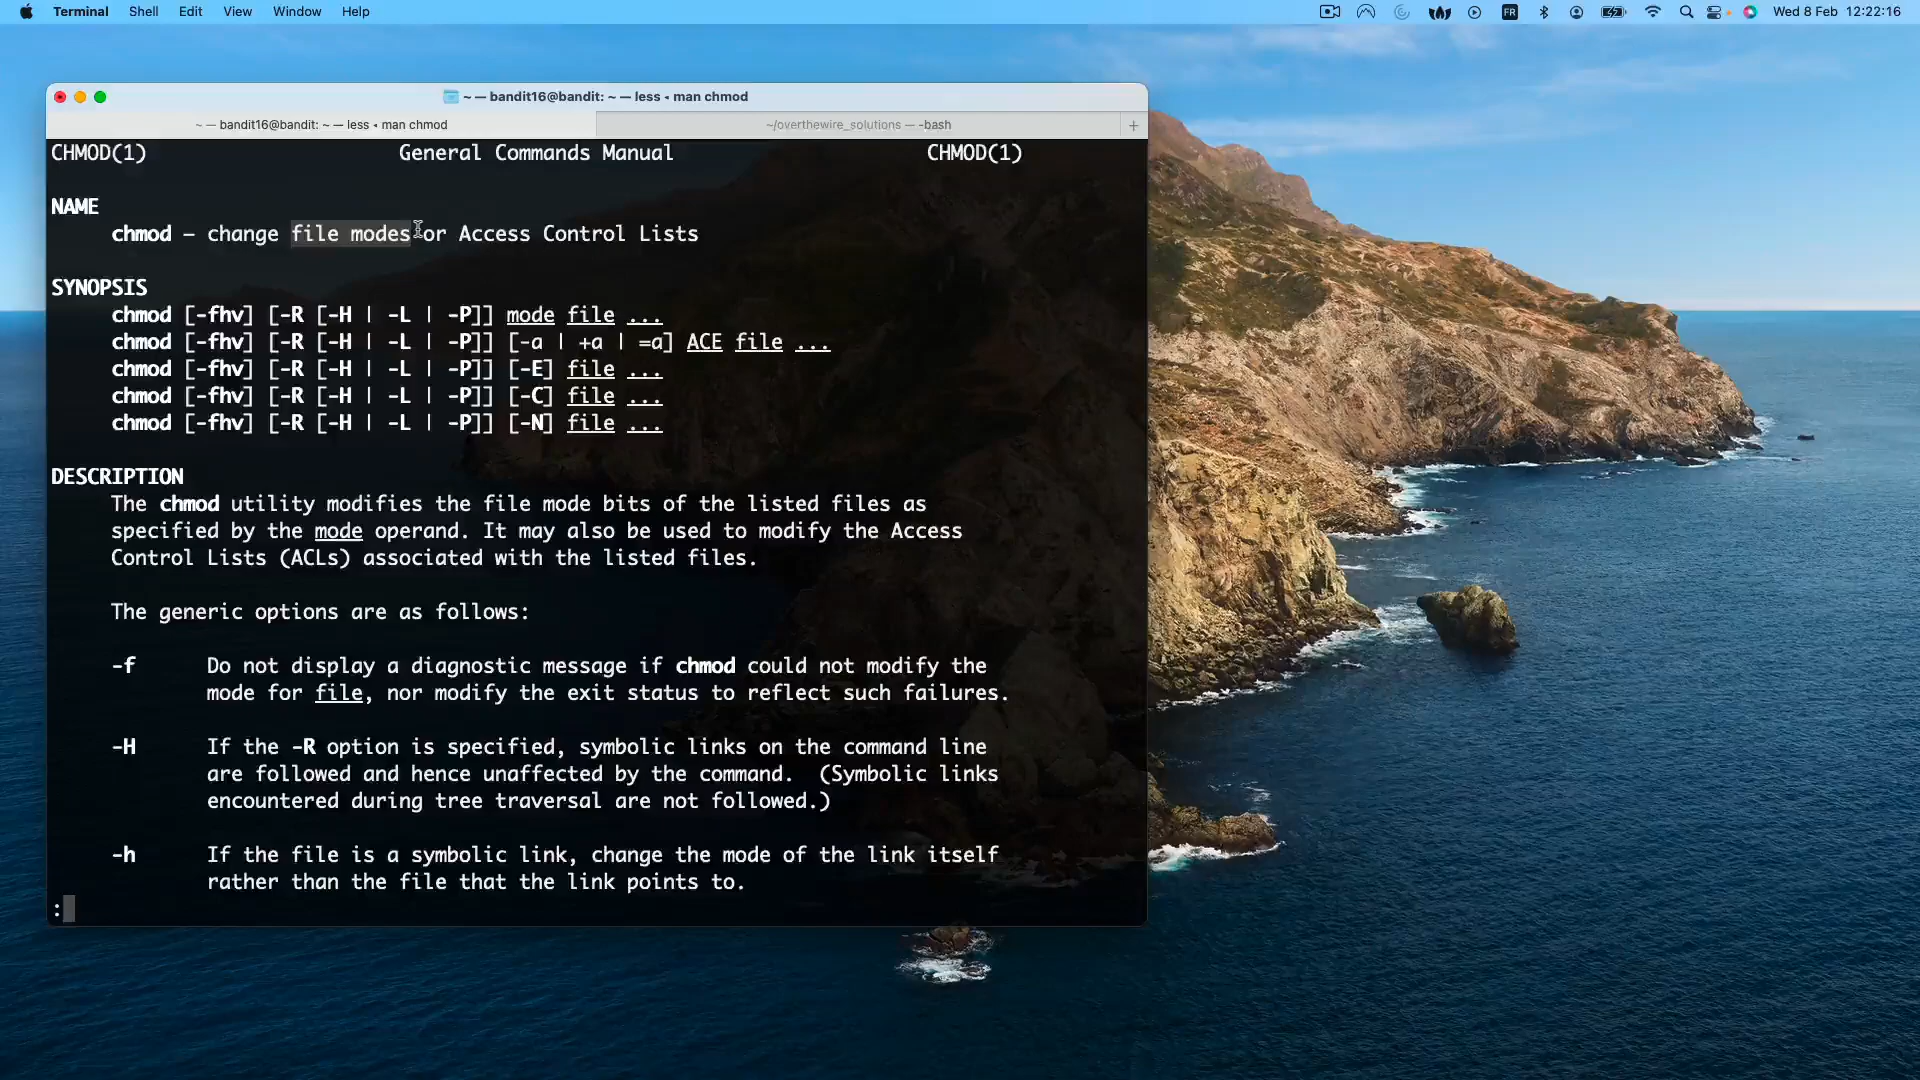 Terminal Shell Edit View Window Help FR Wed 8 Feb 12:22:16
~ — bandit16@bandit: ~ — less ◂ man chmod
~ — bandit16@bandit: ~ — less ◂ man chmod ~/overthewire_solutions — -bash +
CHMOD(1) General Commands Manual CHMOD(1)
NAME
chmod – change file modes or Access Control Lists
SYNOPSIS
chmod [-fhv] [-R [-H | -L | -P]] mode file ...
chmod [-fhv] [-R [-H | -L | -P]] [-a | +a | =a] ACE file ...
chmod [-fhv] [-R [-H | -L | -P]] [-E] file ...
chmod [-fhv] [-R [-H | -L | -P]] [-C] file ...
chmod [-fhv] [-R [-H | -L | -P]] [-N] file ...
DESCRIPTION
The chmod utility modifies the file mode bits of the listed files as
specified by the mode operand. It may also be used to modify the Access
Control Lists (ACLs) associated with the listed files.
The generic options are as follows:
-f Do not display a diagnostic message if chmod could not modify the
mode for file, nor modify the exit status to reflect such failures.
-H If the -R option is specified, symbolic links on the command line
are followed and hence unaffected by the command. (Symbolic links
encountered during tree traversal are not followed.)
-h If the file is a symbolic link, change the mode of the link itself
rather than the file that the link points to.
: